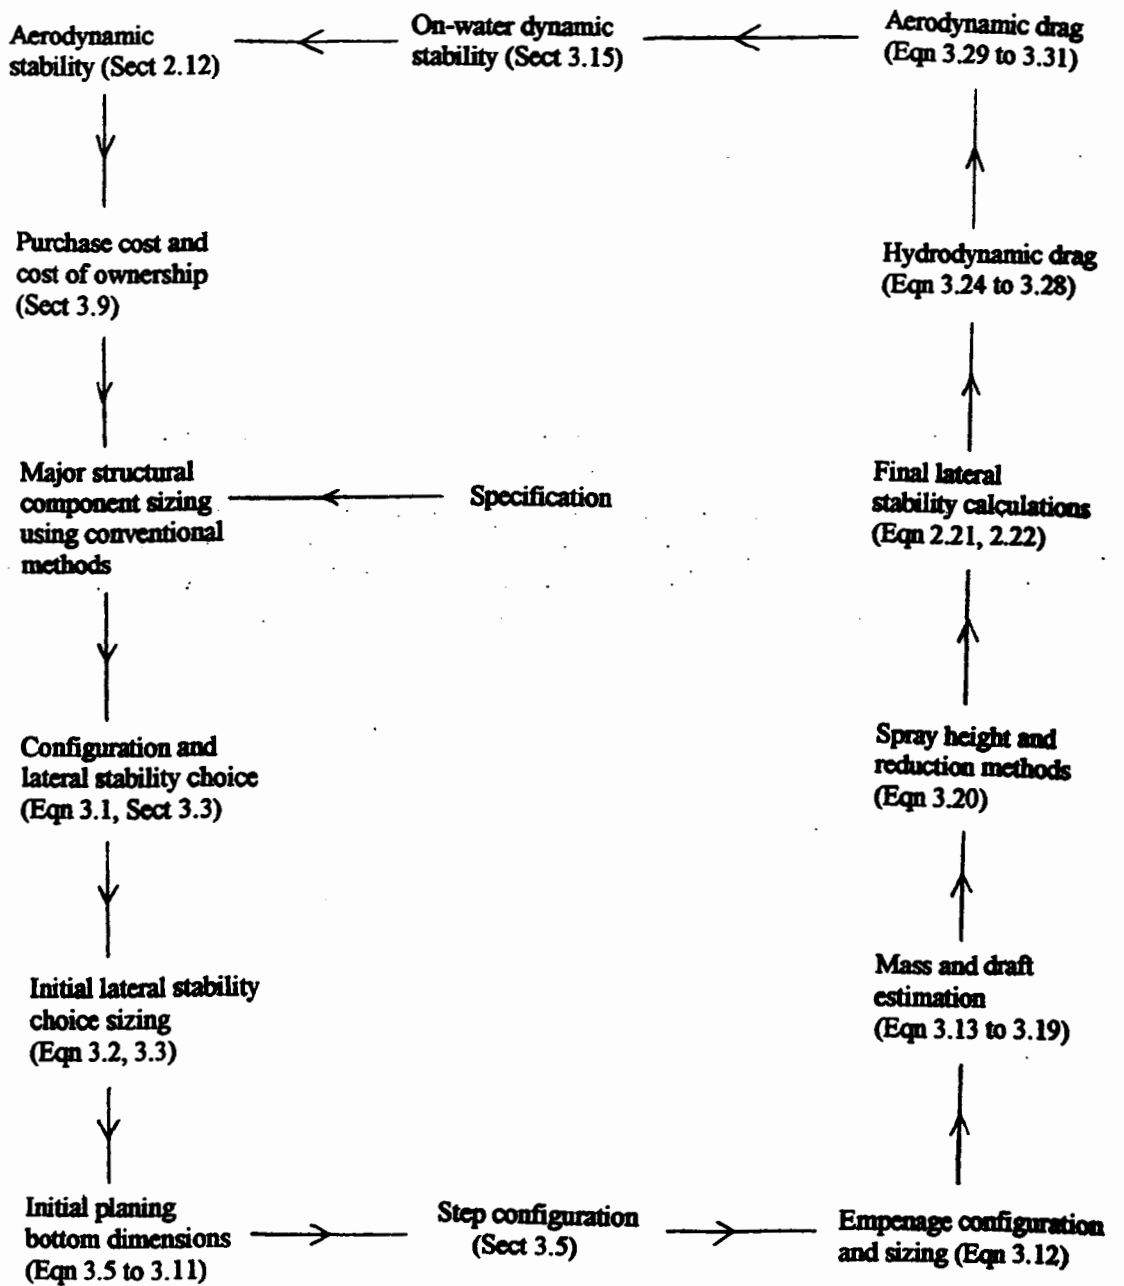 Aerodynamic
stability (Sect 2.12)
On-water dynamic
stability (Sect 3.15)
Aerodynamic drag
(Eqn 3.29 to 3.31)
Purchase cost and
cost of ownership
(Sect 3.9)
Hydrodynamic drag
(Eqn 3.24 to 3.28)
Major structural
component sizing
using conventional
methods
Specification
Final lateral
stability calculations
(Eqn 2.21, 2.22)
Configuration and
lateral stability choice
(Eqn 3.1, Sect 3.3)
Spray height and
reduction methods
(Eqn 3.20)
Initial lateral stability
choice sizing
(Eqn 3.2, 3.3)
Mass and draft
estimation
(Eqn 3.13 to 3.19)
Initial planing
bottom dimensions
(Eqn 3.5 to 3.11)
Step configuration
(Sect 3.5)
Empenage configuration
and sizing (Eqn 3.12)